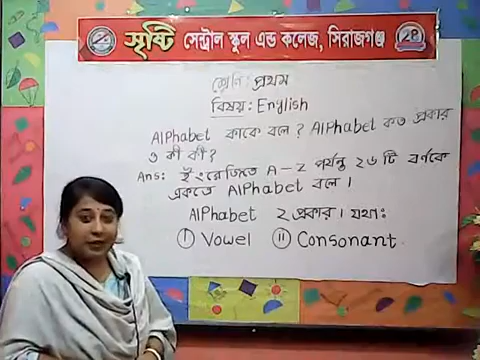 সৃষ্টি সেন্ট্রাল স্কুল এন্ড কলেজ, সিরাজগঞ্জ
শ্রেণি: প্রথম
বিষয়: English
AlPhabet কাকে বলে ? AlPhabet কত প্রকার
ও কী কী ?
Ans: ইংরেজিতে A-Z পর্যন্ত ২৬ টি বর্ণকে
একত্তে AlPhabet বলে ।
AlPhabet ২ প্রকার । যথাঃ
i Vowel ii Consonant